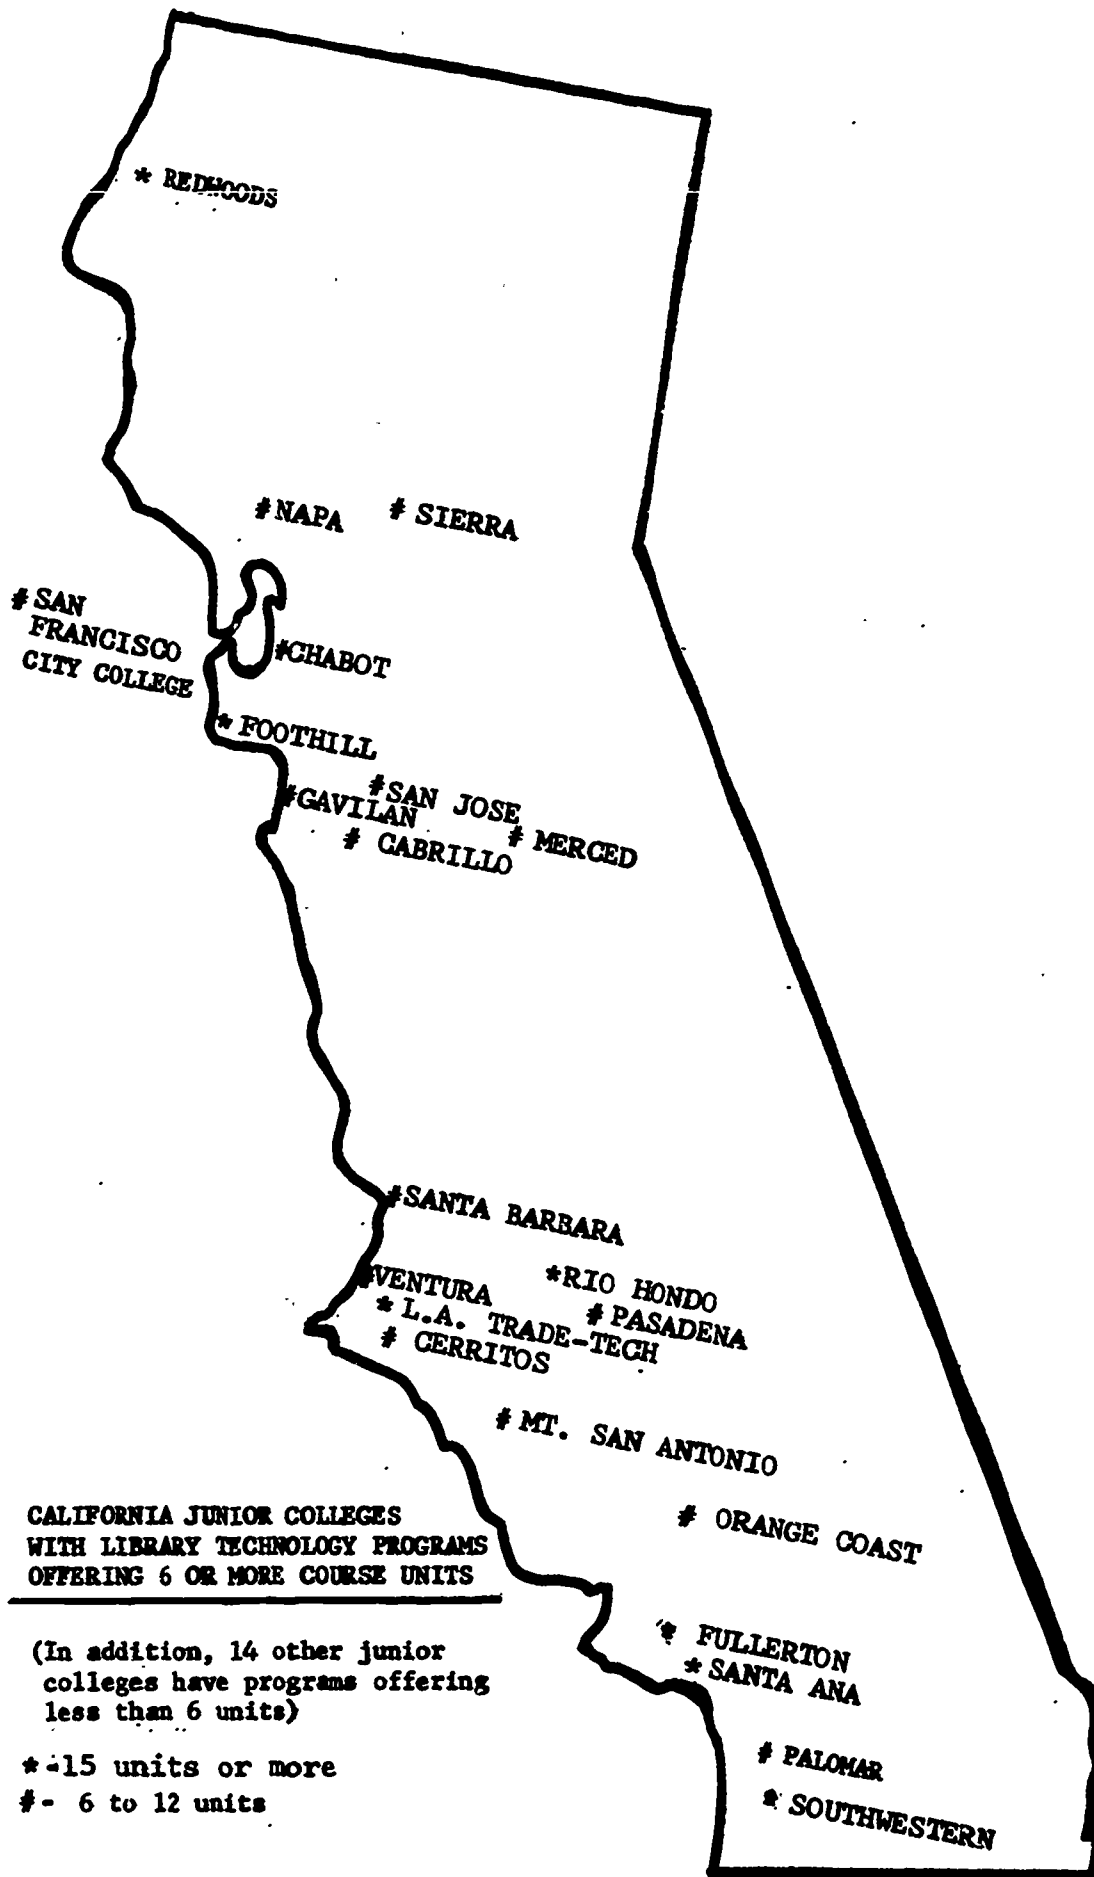 * REDWOODS
# NAPA
# SIERRA
# SAN
FRANCISCO
CITY COLLEGE
#CHABOT
* FOOTHILL
#SAN JOSE
#GAVILAN
# MERCED
# CABRILLO
#SANTA BARBARA
*RIO HONDO
#VENTURA
# PASADENA
* L.A. TRADE-TECH
# CERRITOS
# MT. SAN ANTONIO
# ORANGE COAST
* FULLERTON
* SANTA ANA
# PALOMAR
* SOUTHWESTERN
CALIFORNIA JUNIOR COLLEGES
WITH LIBRARY TECHNOLOGY PROGRAMS
OFFERING 6 OR MORE COURSE UNITS
(In addition, 14 other junior
colleges have programs offering
less than 6 units)
* - 15 units or more
# - 6 to 12 units